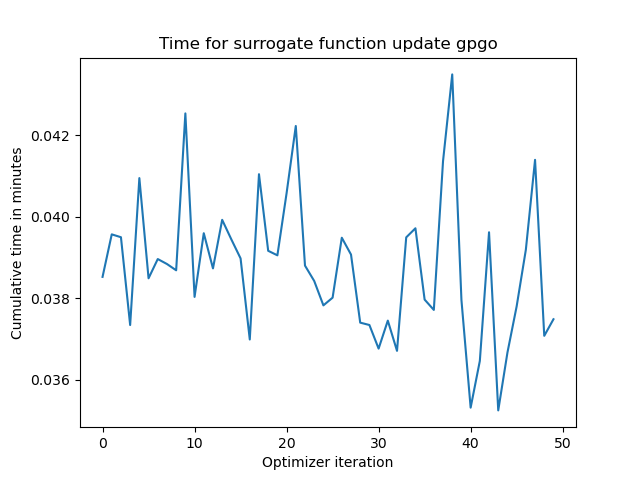 Time for surrogate function update gpgo
Cumulative time in minutes
0.042
0.040
0.038
0.036
0 10 20 30 40 50
Optimizer iteration